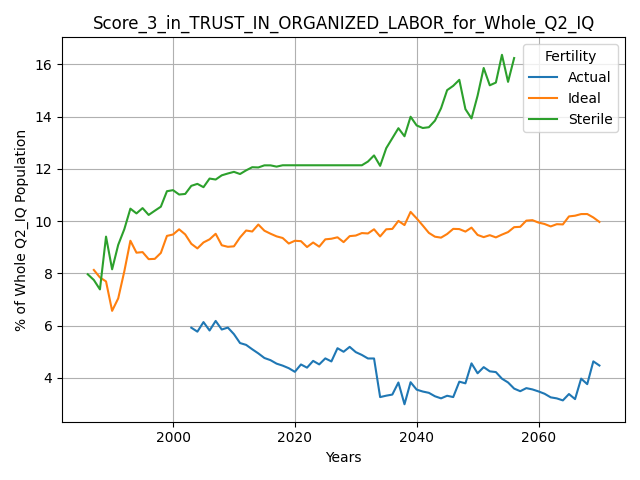 Score_3_in_TRUST_IN_ORGANIZED_LABOR_for_Whole_Q2_IQ
% of Whole Q2_IQ Population
16
14
12
10
8
6
4
Fertility
Actual
Ideal
Sterile
2000 2020 2040 2060
Years